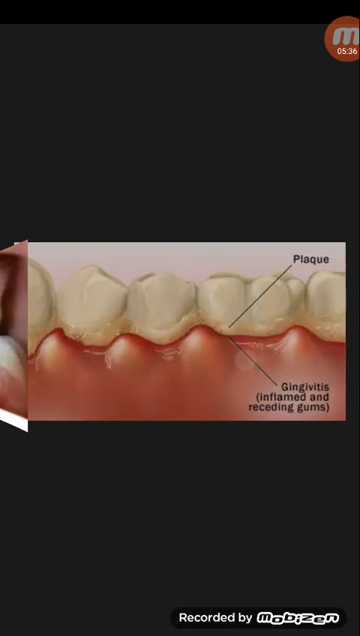 05:36
Plaque
Gingivitis
(inflamed and
receding gums)
Recorded by Mobizen